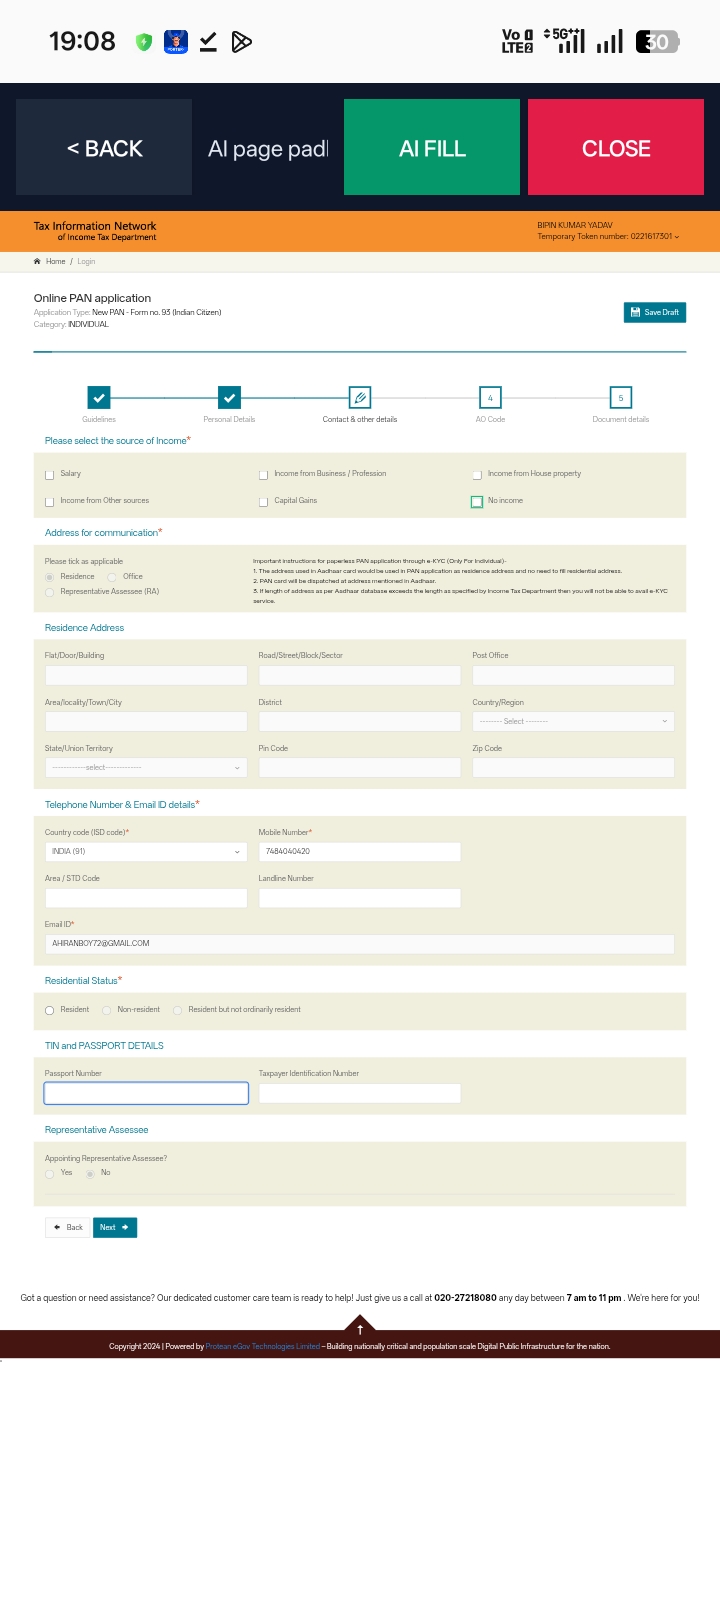 19:08
Vo 1 LTE 2 5G++ 30
< BACK
AI page pad
AI FILL
CLOSE
Tax Information Network
of Income Tax Department
BIPIN KUMAR YADAV
Temporary Token number: 0221617301
Home / Login
Online PAN application
Application Type: New PAN - Form no. 93 (Indian Citizen)
Category: INDIVIDUAL
Save Draft
4 5
Guidelines Personal Details Contact & other details AO Code Document details
Please select the source of Income*
Salary Income from Business / Profession Income from House property
Income from Other sources Capital Gains No income
Address for communication*
Please tick as applicable
Residence Office
Representative Assessee (RA)
Important instructions for paperless PAN application through e-KYC (Only For Individual)-
1. The address used in Aadhaar card would be used in PAN application as residence address and no need to fill residential address.
2. PAN card will be dispatched at address mentioned in Aadhaar.
3. If length of address as per Aadhaar database exceeds the length as specified by Income Tax Department then you will not be able to avail e-KYC
service.
Residence Address
Flat/Door/Building Road/Street/Block/Sector Post Office
Area/locality/Town/City District Country/Region
-------- Select --------
State/Union Territory Pin Code Zip Code
------------select-------------
Telephone Number & Email ID details*
Country code (ISD code)* Mobile Number*
INDIA (91) 7484040420
Area / STD Code Landline Number
Email ID*
AHIRANBOY72@GMAIL.COM
Residential Status*
Resident Non-resident Resident but not ordinarily resident
TIN and PASSPORT DETAILS
Passport Number Taxpayer Identification Number
Representative Assessee
Appointing Representative Assessee?
Yes No
Back Next
Got a question or need assistance? Our dedicated customer care team is ready to help! Just give us a call at 020-27218080 any day between 7 am to 11 pm . We're here for you!
Copyright 2024 | Powered by Protean eGov Technologies Limited – Building nationally critical and population scale Digital Public Infrastructure for the nation.